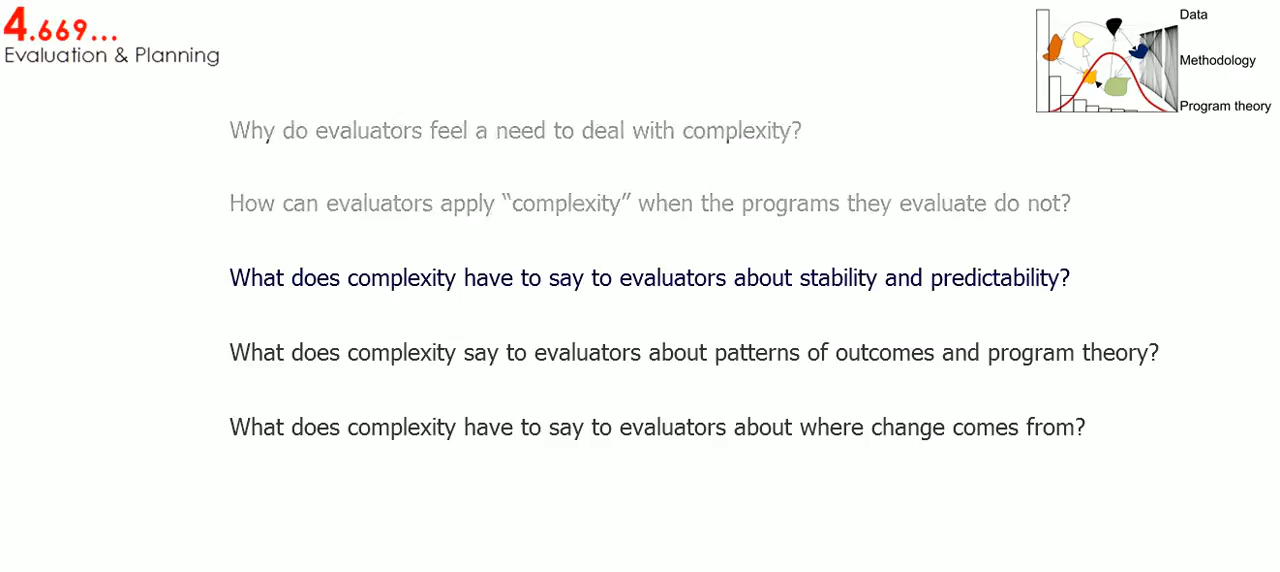 4.669...
Evaluation & Planning
Data
Methodology
Program theory
Why do evaluators feel a need to deal with complexity?
How can evaluators apply “complexity” when the programs they evaluate do not?
What does complexity have to say to evaluators about stability and predictability?
What does complexity say to evaluators about patterns of outcomes and program theory?
What does complexity have to say to evaluators about where change comes from?